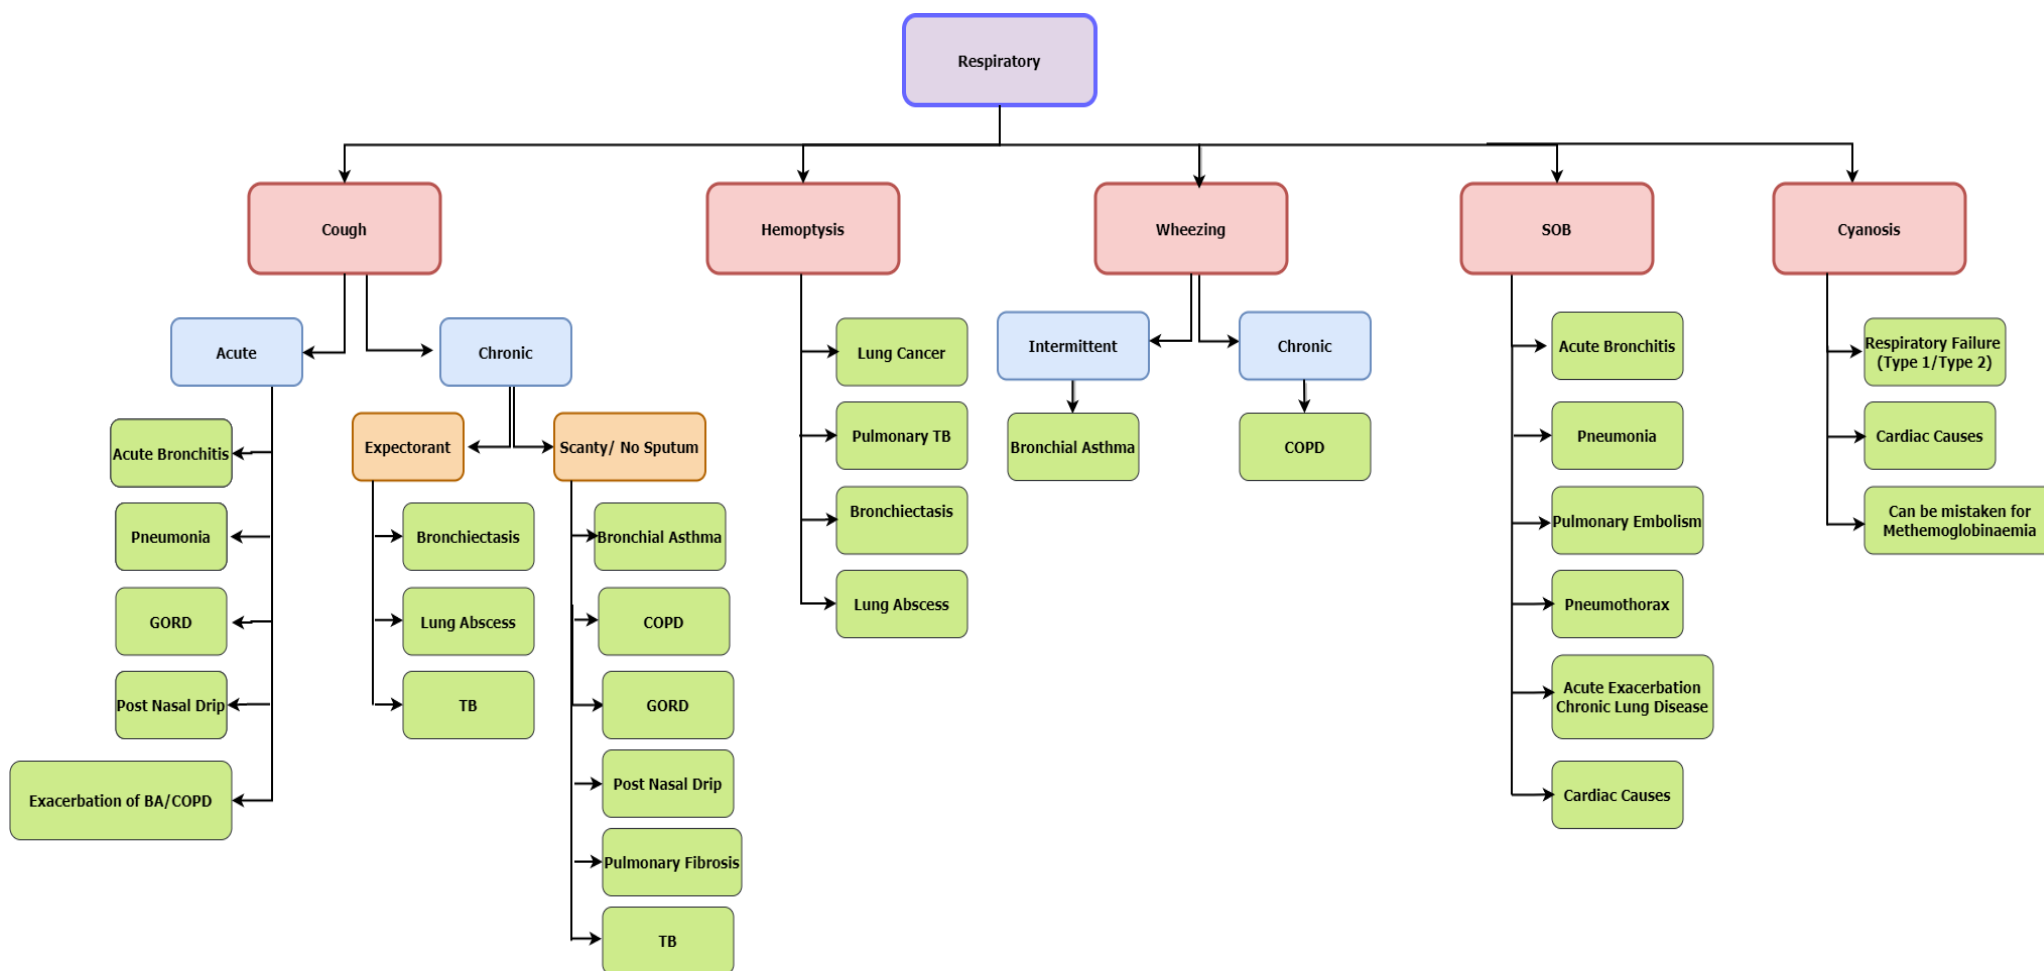 Respiratory
Cough
Hemoptysis
Wheezing
SOB
Cyanosis
Acute
Chronic
Acute Bronchitis
Pneumonia
GORD
Post Nasal Drip
Exacerbation of BA/COPD
Expectorant
Scanty/ No Sputum
Bronchiectasis
Lung Abscess
TB
Bronchial Asthma
COPD
GORD
Post Nasal Drip
Pulmonary Fibrosis
TB
Lung Cancer
Pulmonary TB
Bronchiectasis
Lung Abscess
Intermittent
Chronic
Bronchial Asthma
COPD
Acute Bronchitis
Pneumonia
Pulmonary Embolism
Pneumothorax
Acute Exacerbation
Chronic Lung Disease
Cardiac Causes
Respiratory Failure
(Type 1/Type 2)
Cardiac Causes
Can be mistaken for
Methemoglobinaemia